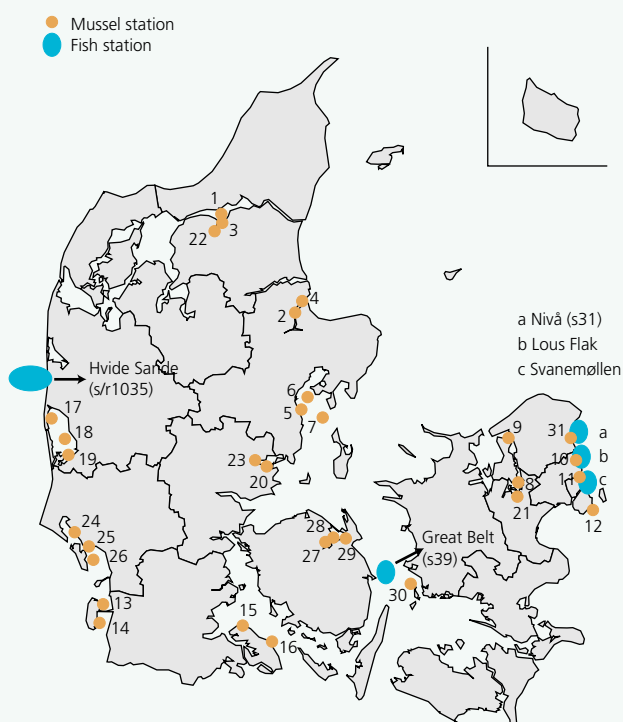 Mussel station
Fish station
1
3
22
4
2
a Nivå (s31)
b Lous Flak
c Svanemøllen
Hvide Sande
(s/r1035)
6
5
7
17
18
19
9
31
a
b
10
c
11
8
21
12
23
20
24
25
26
28
27
29
Great Belt
(s39)
30
13
14
15
16